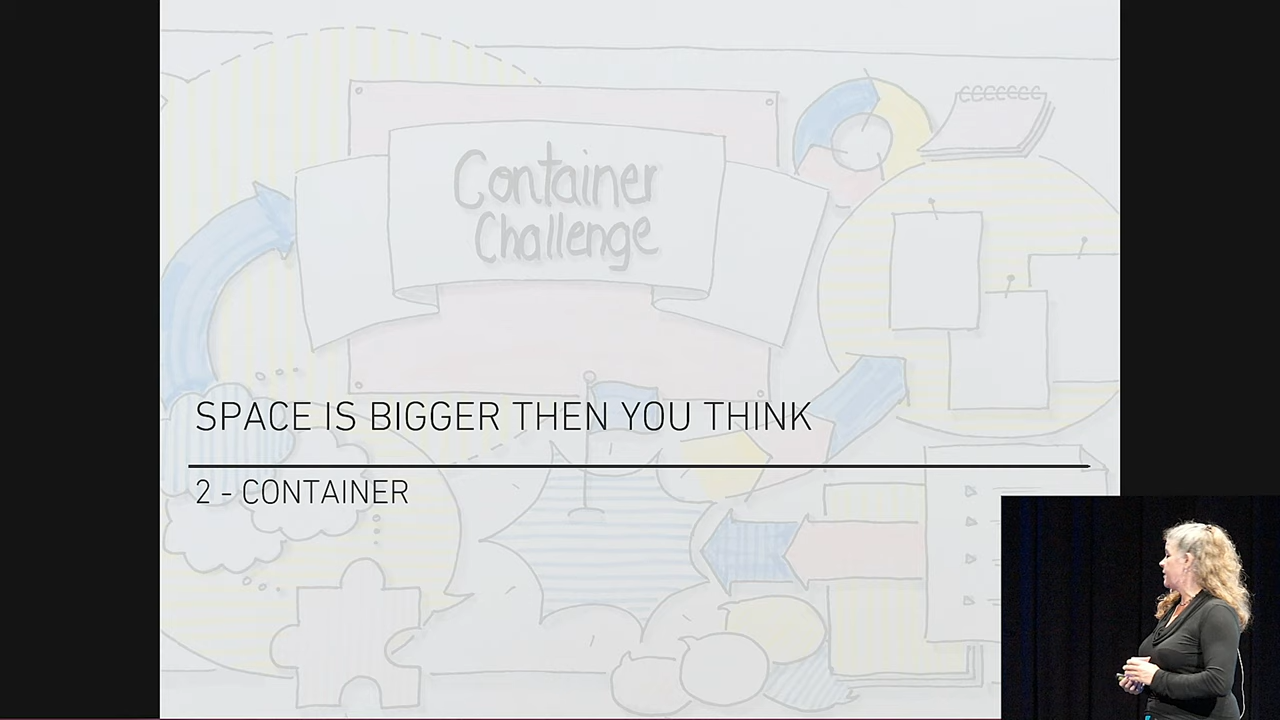 Container
Challenge
SPACE IS BIGGER THEN YOU THINK
2 - CONTAINER